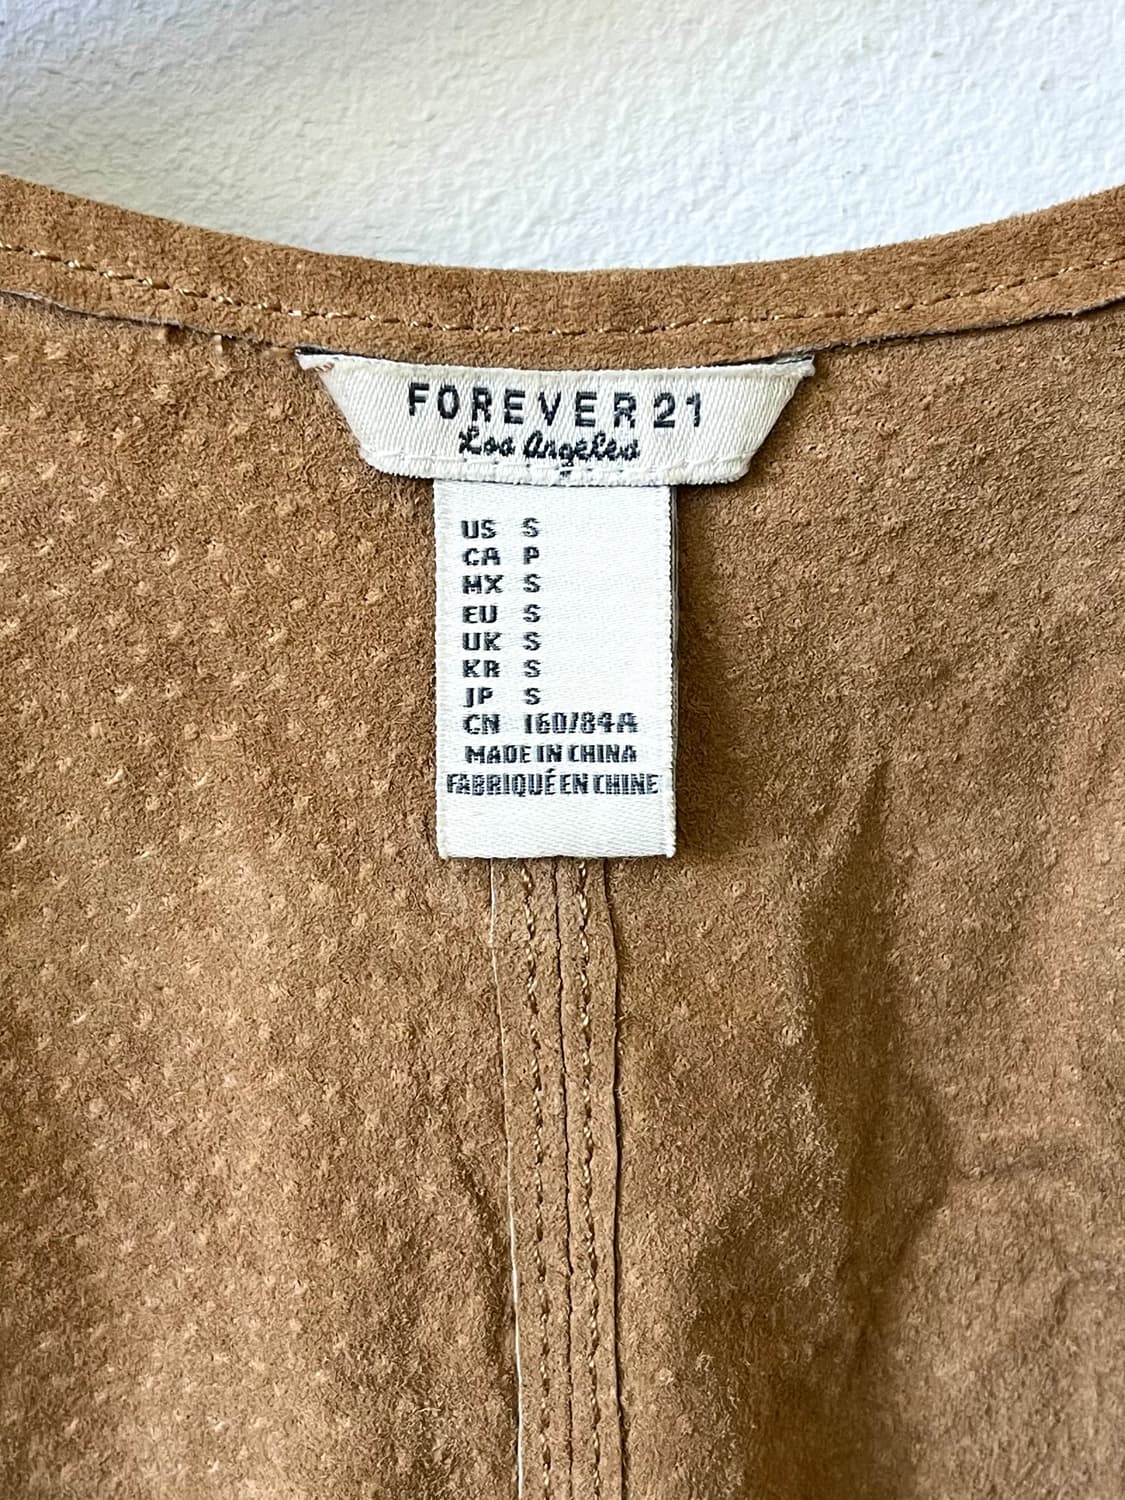 FOREVER 21
Los Angeles
US S
CA P
MX S
EU S
UK S
KR S
JP S
CN 160/84A
MADE IN CHINA
FABRIQUÉ EN CHINE